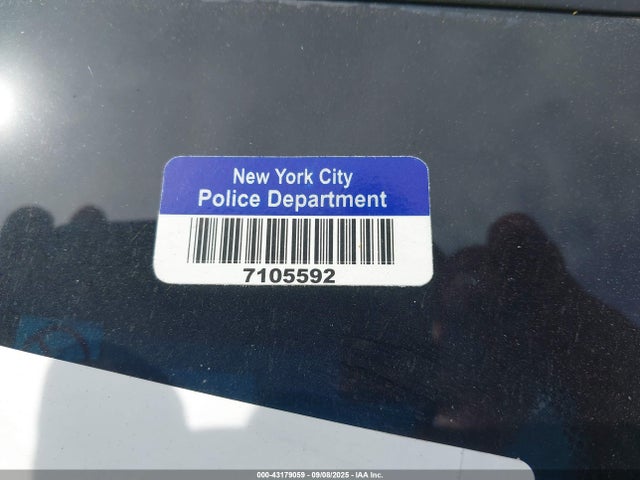 New York City
Police Department
7105592
000-43179059 - 09/08/2025 - IAA Inc.